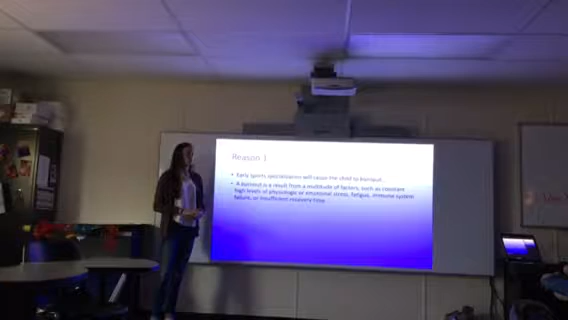 Reason 1
• Early sports specialization will cause the child to burnout.
• A burnout is a result from a multitude of factors, such as constant
high levels of physiologic or emotional stress, fatigue, immune system
failure, or insufficient recovery time